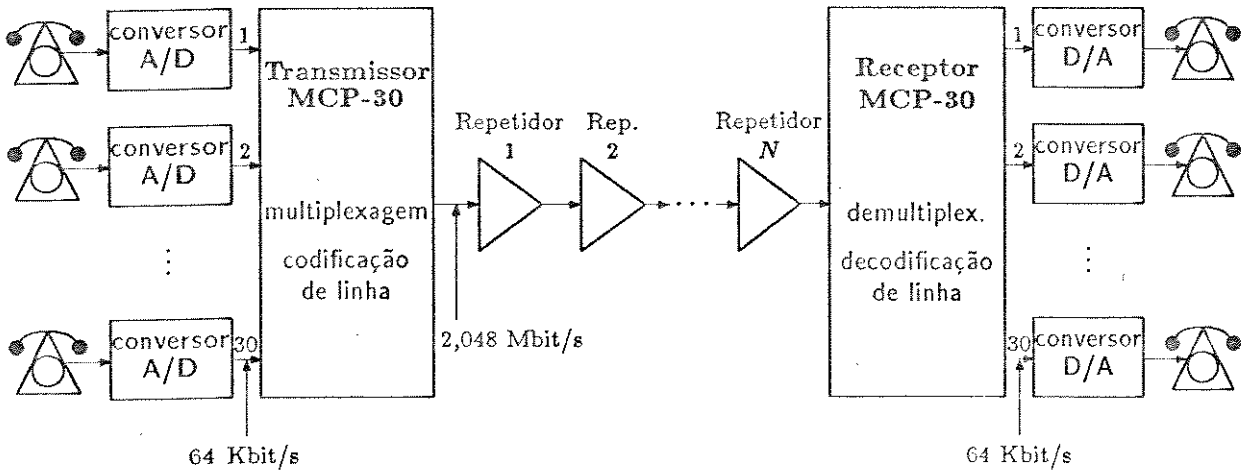 conversor
A/D
1
Transmissor
MCP-30
Receptor
MCP-30
1
conversor
D/A
conversor
A/D
2
Repetidor
1
Rep.
2
Repetidor
N
2
conversor
D/A
multiplexagem
codificação
de linha
demultiplex.
decodificação
de linha
conversor
A/D
30
2,048 Mbit/s
30
conversor
D/A
64 Kbit/s
64 Kbit/s